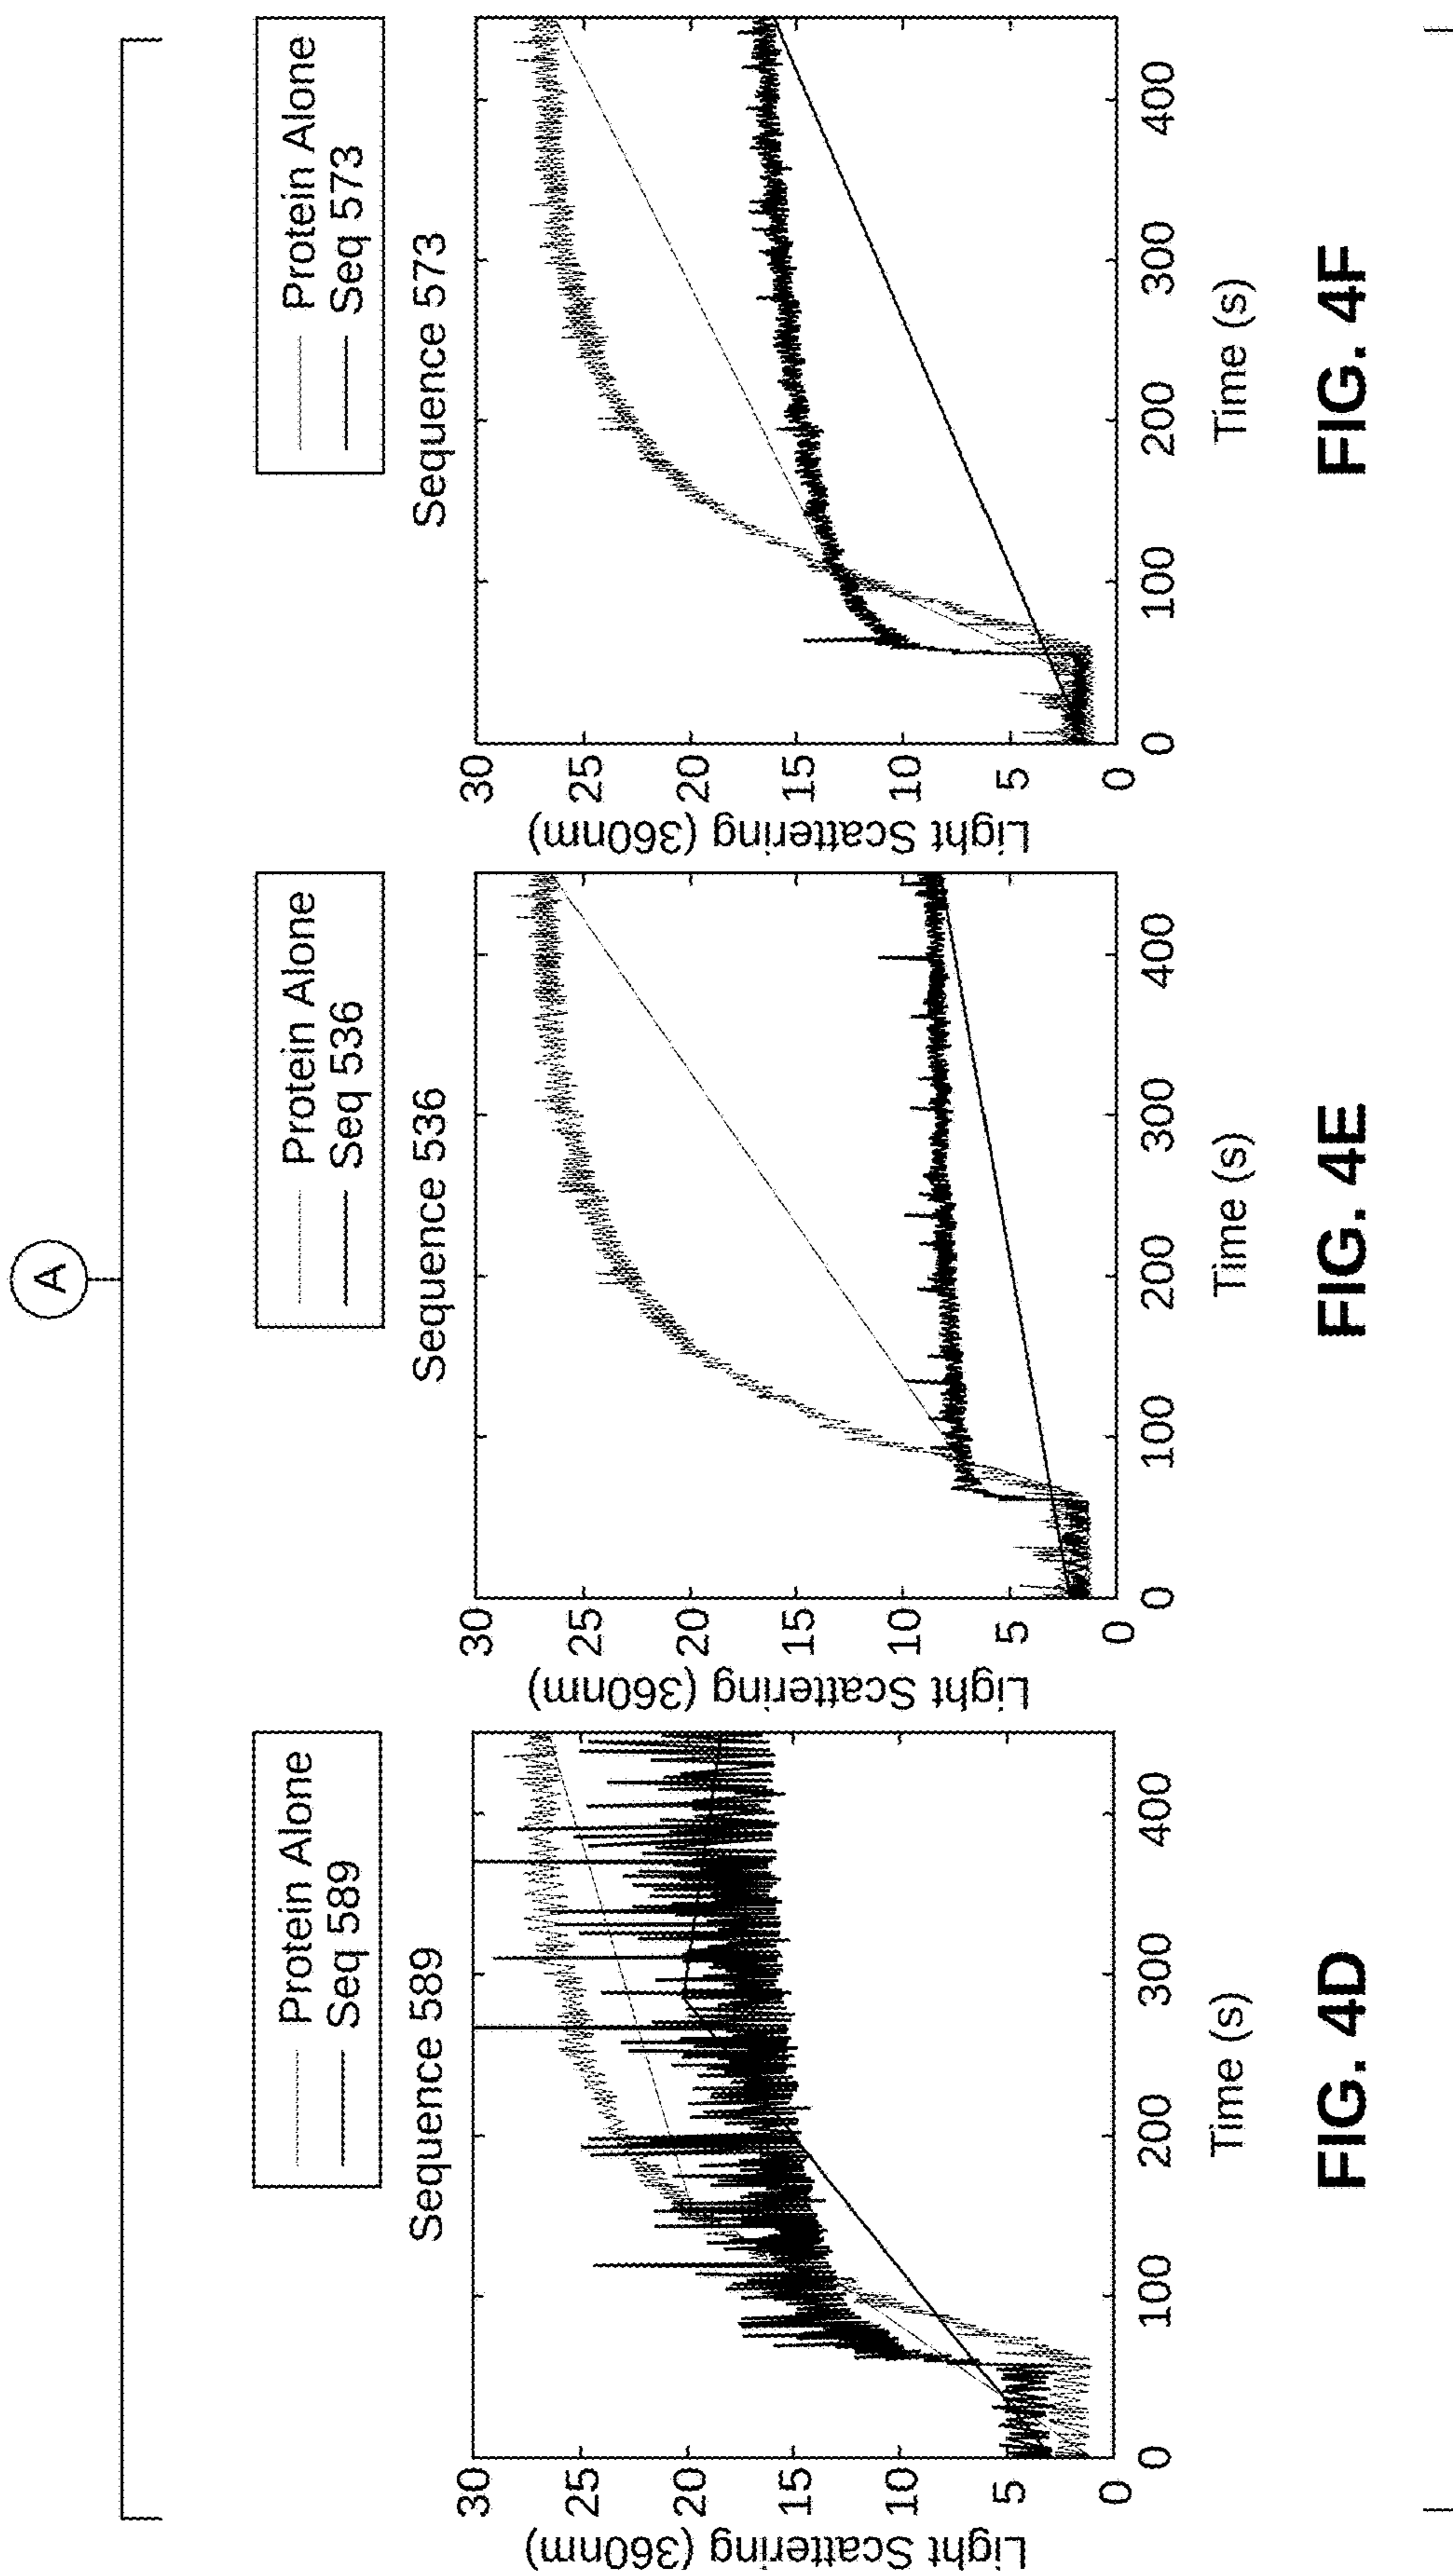 A
Protein Alone
Seq 589
Sequence 589
Light Scattering (360nm)
30
25
20
15
10
5
0
0
100
200
300
400
Time (s)
FIG. 4D
Protein Alone
Seq 536
Sequence 536
Light Scattering (360nm)
30
25
20
15
10
5
0
0
100
200
300
400
Time (s)
FIG. 4E
Protein Alone
Seq 573
Sequence 573
Light Scattering (360nm)
30
25
20
15
10
5
0
0
100
200
300
400
Time (s)
FIG. 4F